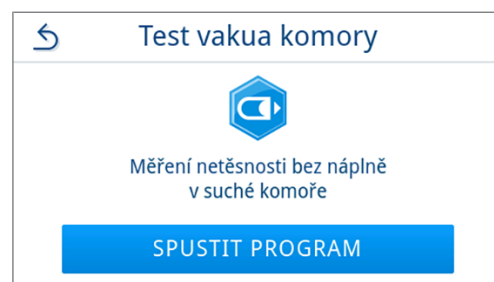 Test vakua komory
Měření netěsnosti bez náplně
v suché komoře
SPUSTIT PROGRAM